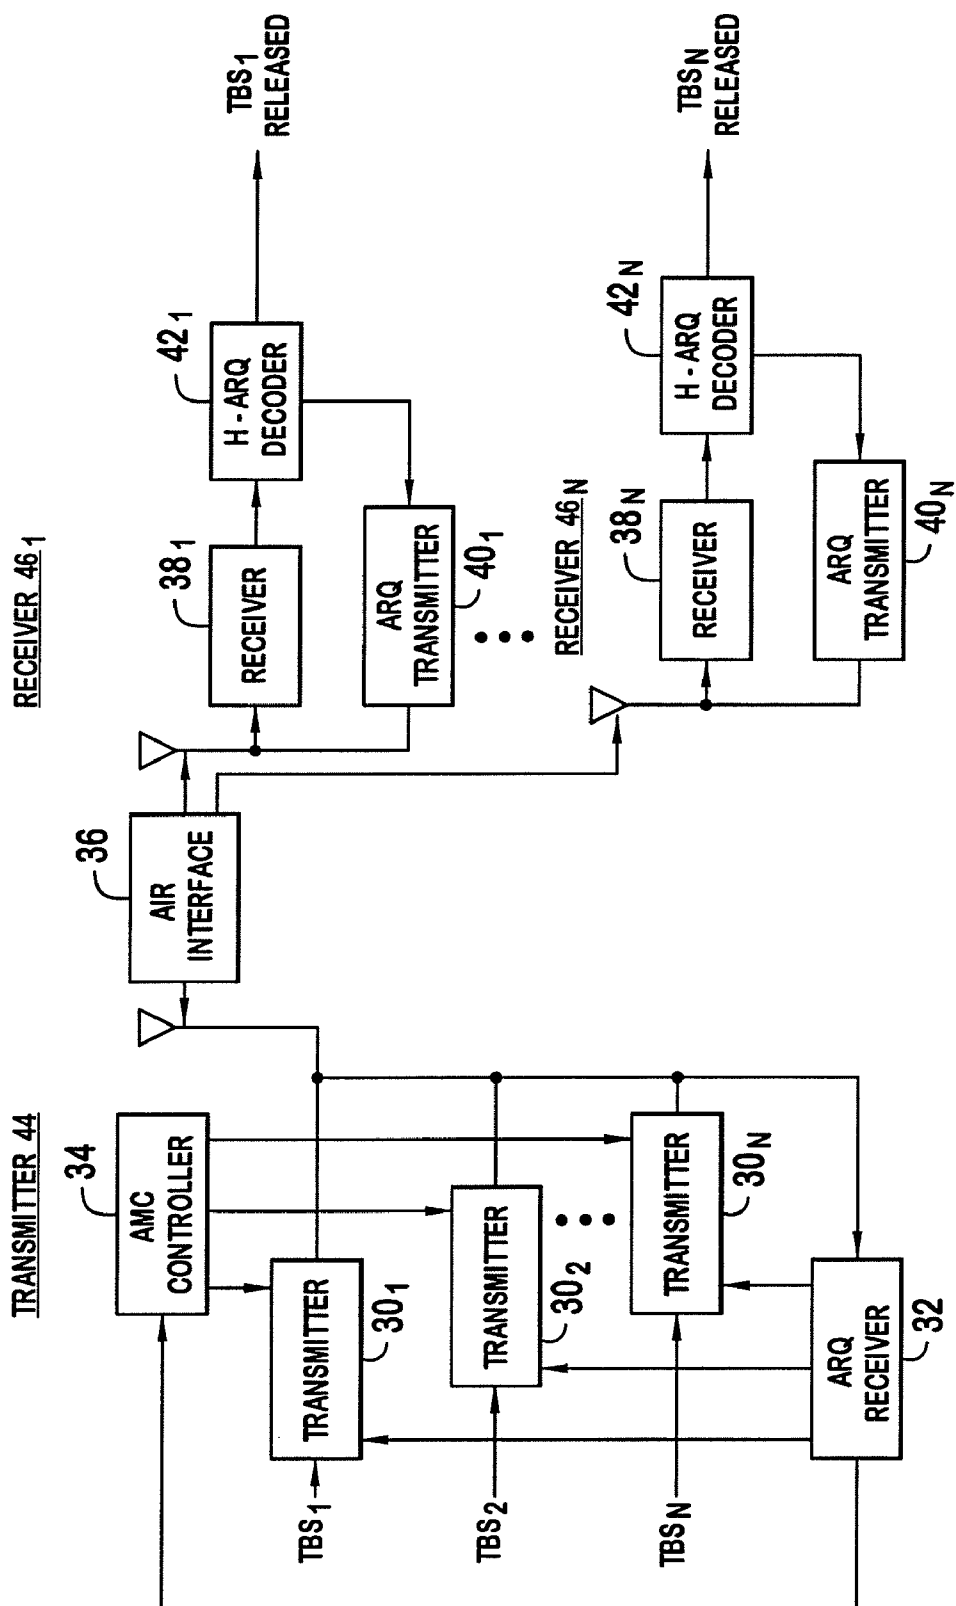 TRANSMITTER 44
34
AMC
CONTROLLER
TBS1
TRANSMITTER
301
TBS2
TRANSMITTER
302
TBSN
TRANSMITTER
30N
ARQ
RECEIVER
32
36
AIR
INTERFACE
RECEIVER 461
381
RECEIVER
421
H-ARQ
DECODER
TBS1
RELEASED
ARQ
TRANSMITTER
401
RECEIVER 46N
38N
RECEIVER
42N
H-ARQ
DECODER
TBSN
RELEASED
ARQ
TRANSMITTER
40N